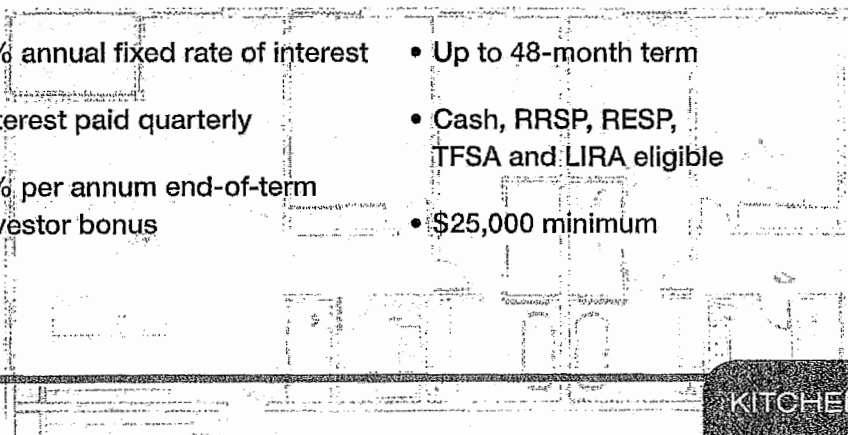 % annual fixed rate of interest
terest paid quarterly
% per annum end-of-term
vestor bonus
• Up to 48-month term
• Cash, RRSP, RESP,
TFSA and LIRA eligible
• $25,000 minimum
KITCHE